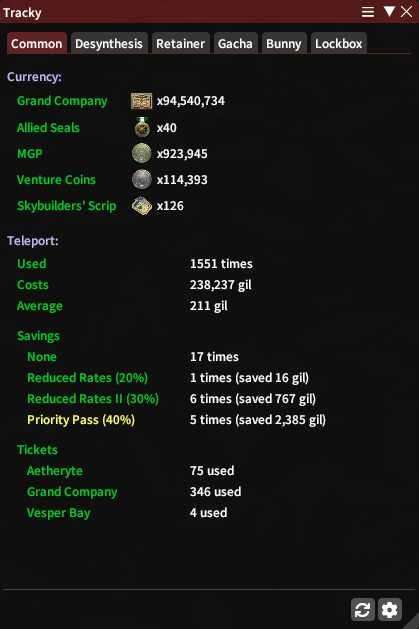 Tracky
Common Desynthesis Retainer Gacha Bunny Lockbox
Currency:
Grand Company x94,540,734
Allied Seals x40
MGP x923,945
Venture Coins x114,393
Skybuilders' Scrip x126
Teleport:
Used 1551 times
Costs 238,237 gil
Average 211 gil
Savings
None 17 times
Reduced Rates (20%) 1 times (saved 16 gil)
Reduced Rates II (30%) 6 times (saved 767 gil)
Priority Pass (40%) 5 times (saved 2,385 gil)
Tickets
Aetheryte 75 used
Grand Company 346 used
Vesper Bay 4 used